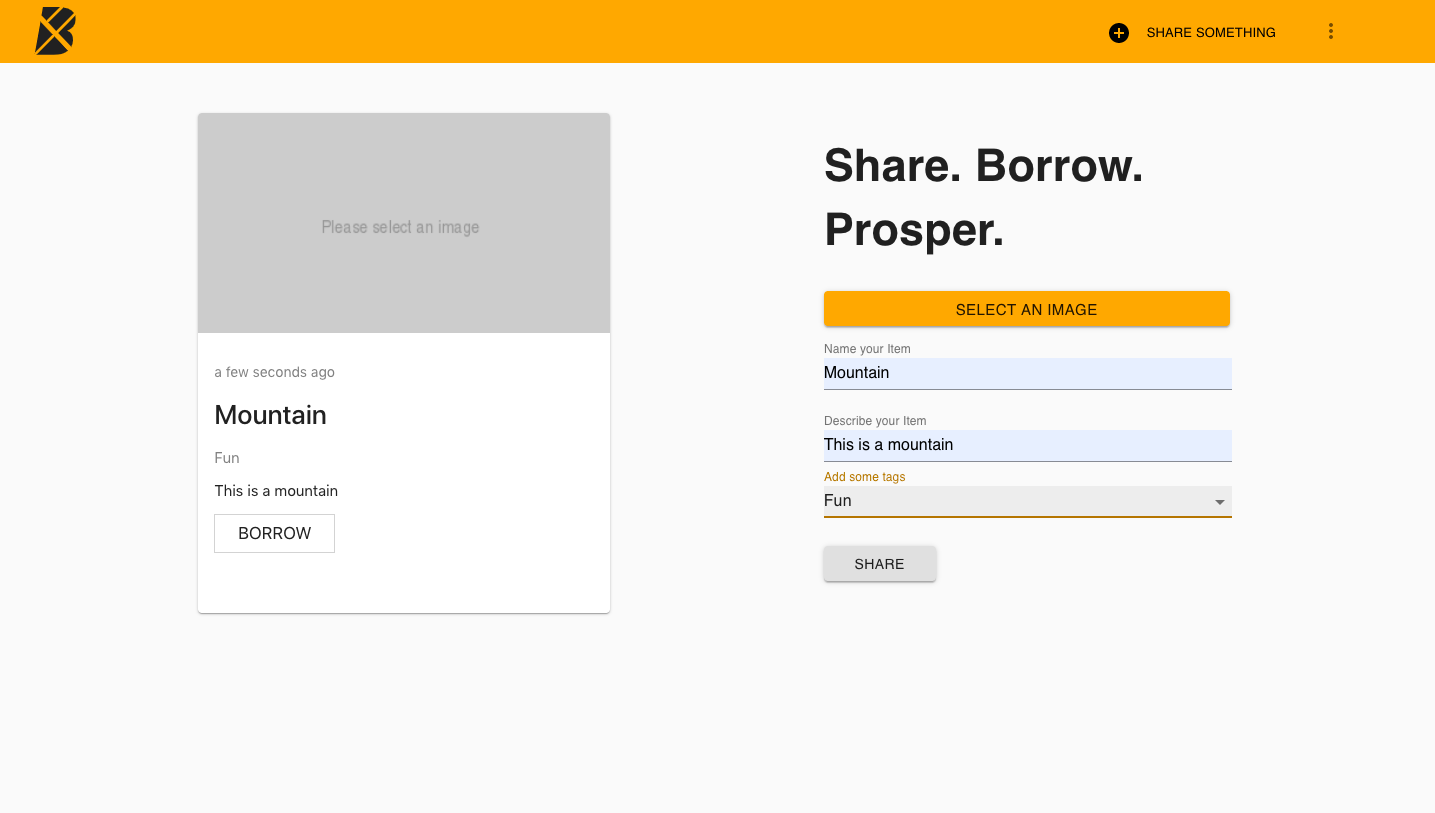 SHARE SOMETHING
Please select an image
a few seconds ago
Mountain
Fun
This is a mountain
BORROW
Share. Borrow.
Prosper.
SELECT AN IMAGE
Name your Item
Mountain
Describe your Item
This is a mountain
Add some tags
Fun
SHARE